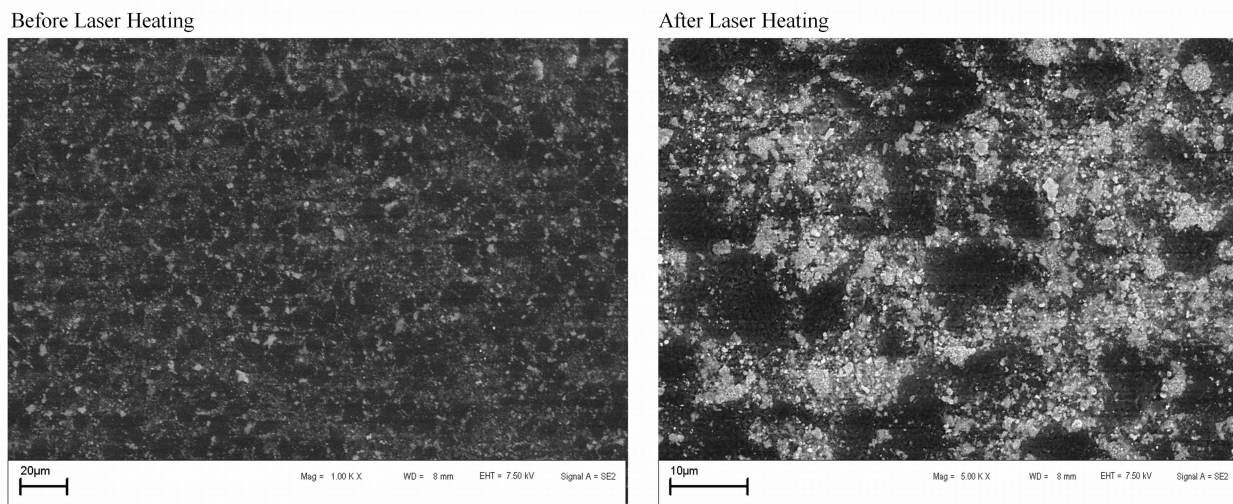 Before Laser Heating
After Laser Heating
20µm
Mag = 1.00 K X WD = 8 mm EHT = 7.50 kV Signal A = SE2
10µm
Mag = 5.00 K X WD = 8 mm EHT = 7.50 kV Signal A = SE2